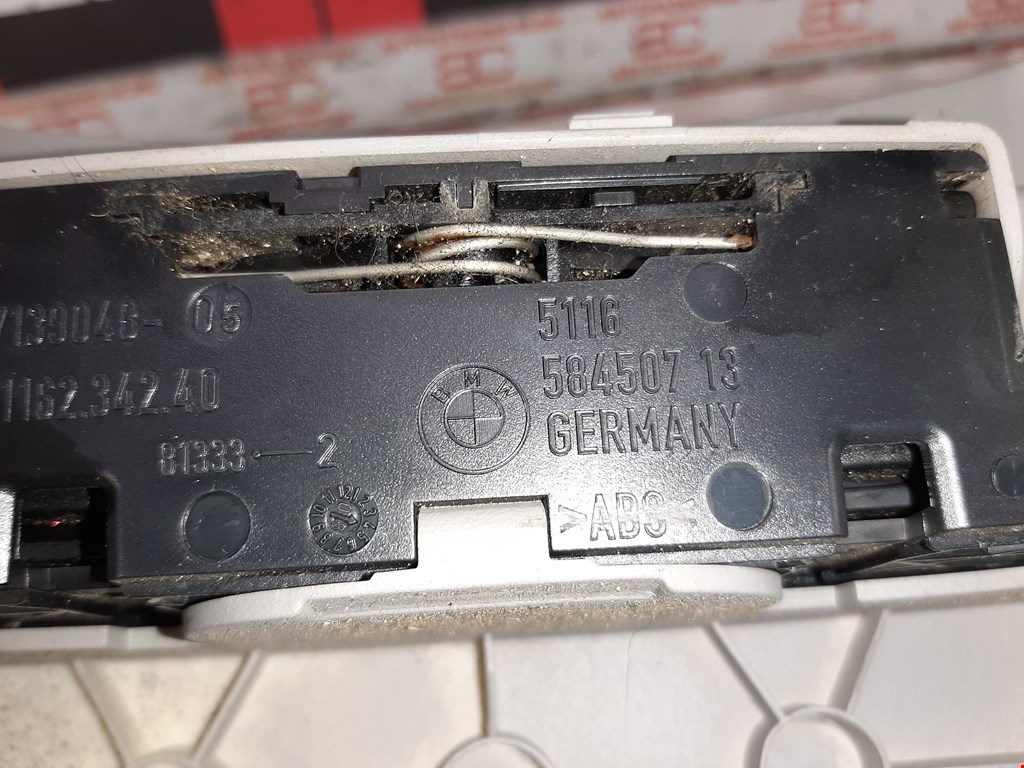 7139048- 05
1162.342.40
81333 2
BMW
5116
584507 13
GERMANY
>ABS<